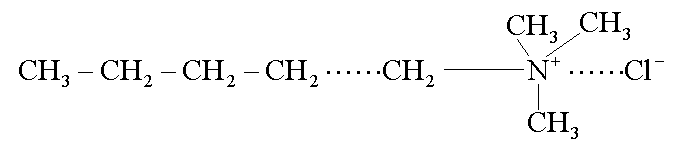 CH₃ CH₃
CH₃ – CH₂ – CH₂ – CH₂ ······ CH₂ — N⁺ ······ Cl⁻
CH₃